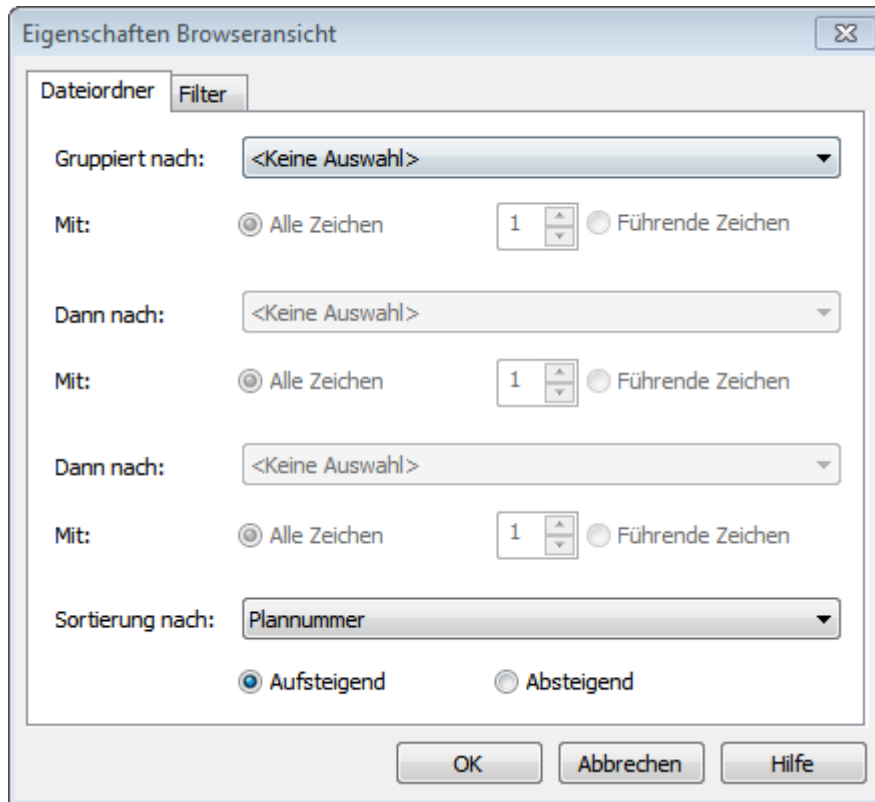 Eigenschaften Browseransicht
Dateiordner Filter
Gruppiert nach: <Keine Auswahl>
Mit: Alle Zeichen 1 Führende Zeichen
Dann nach: <Keine Auswahl>
Mit: Alle Zeichen 1 Führende Zeichen
Dann nach: <Keine Auswahl>
Mit: Alle Zeichen 1 Führende Zeichen
Sortierung nach: Plannummer
Aufsteigend Absteigend
OK Abbrechen Hilfe